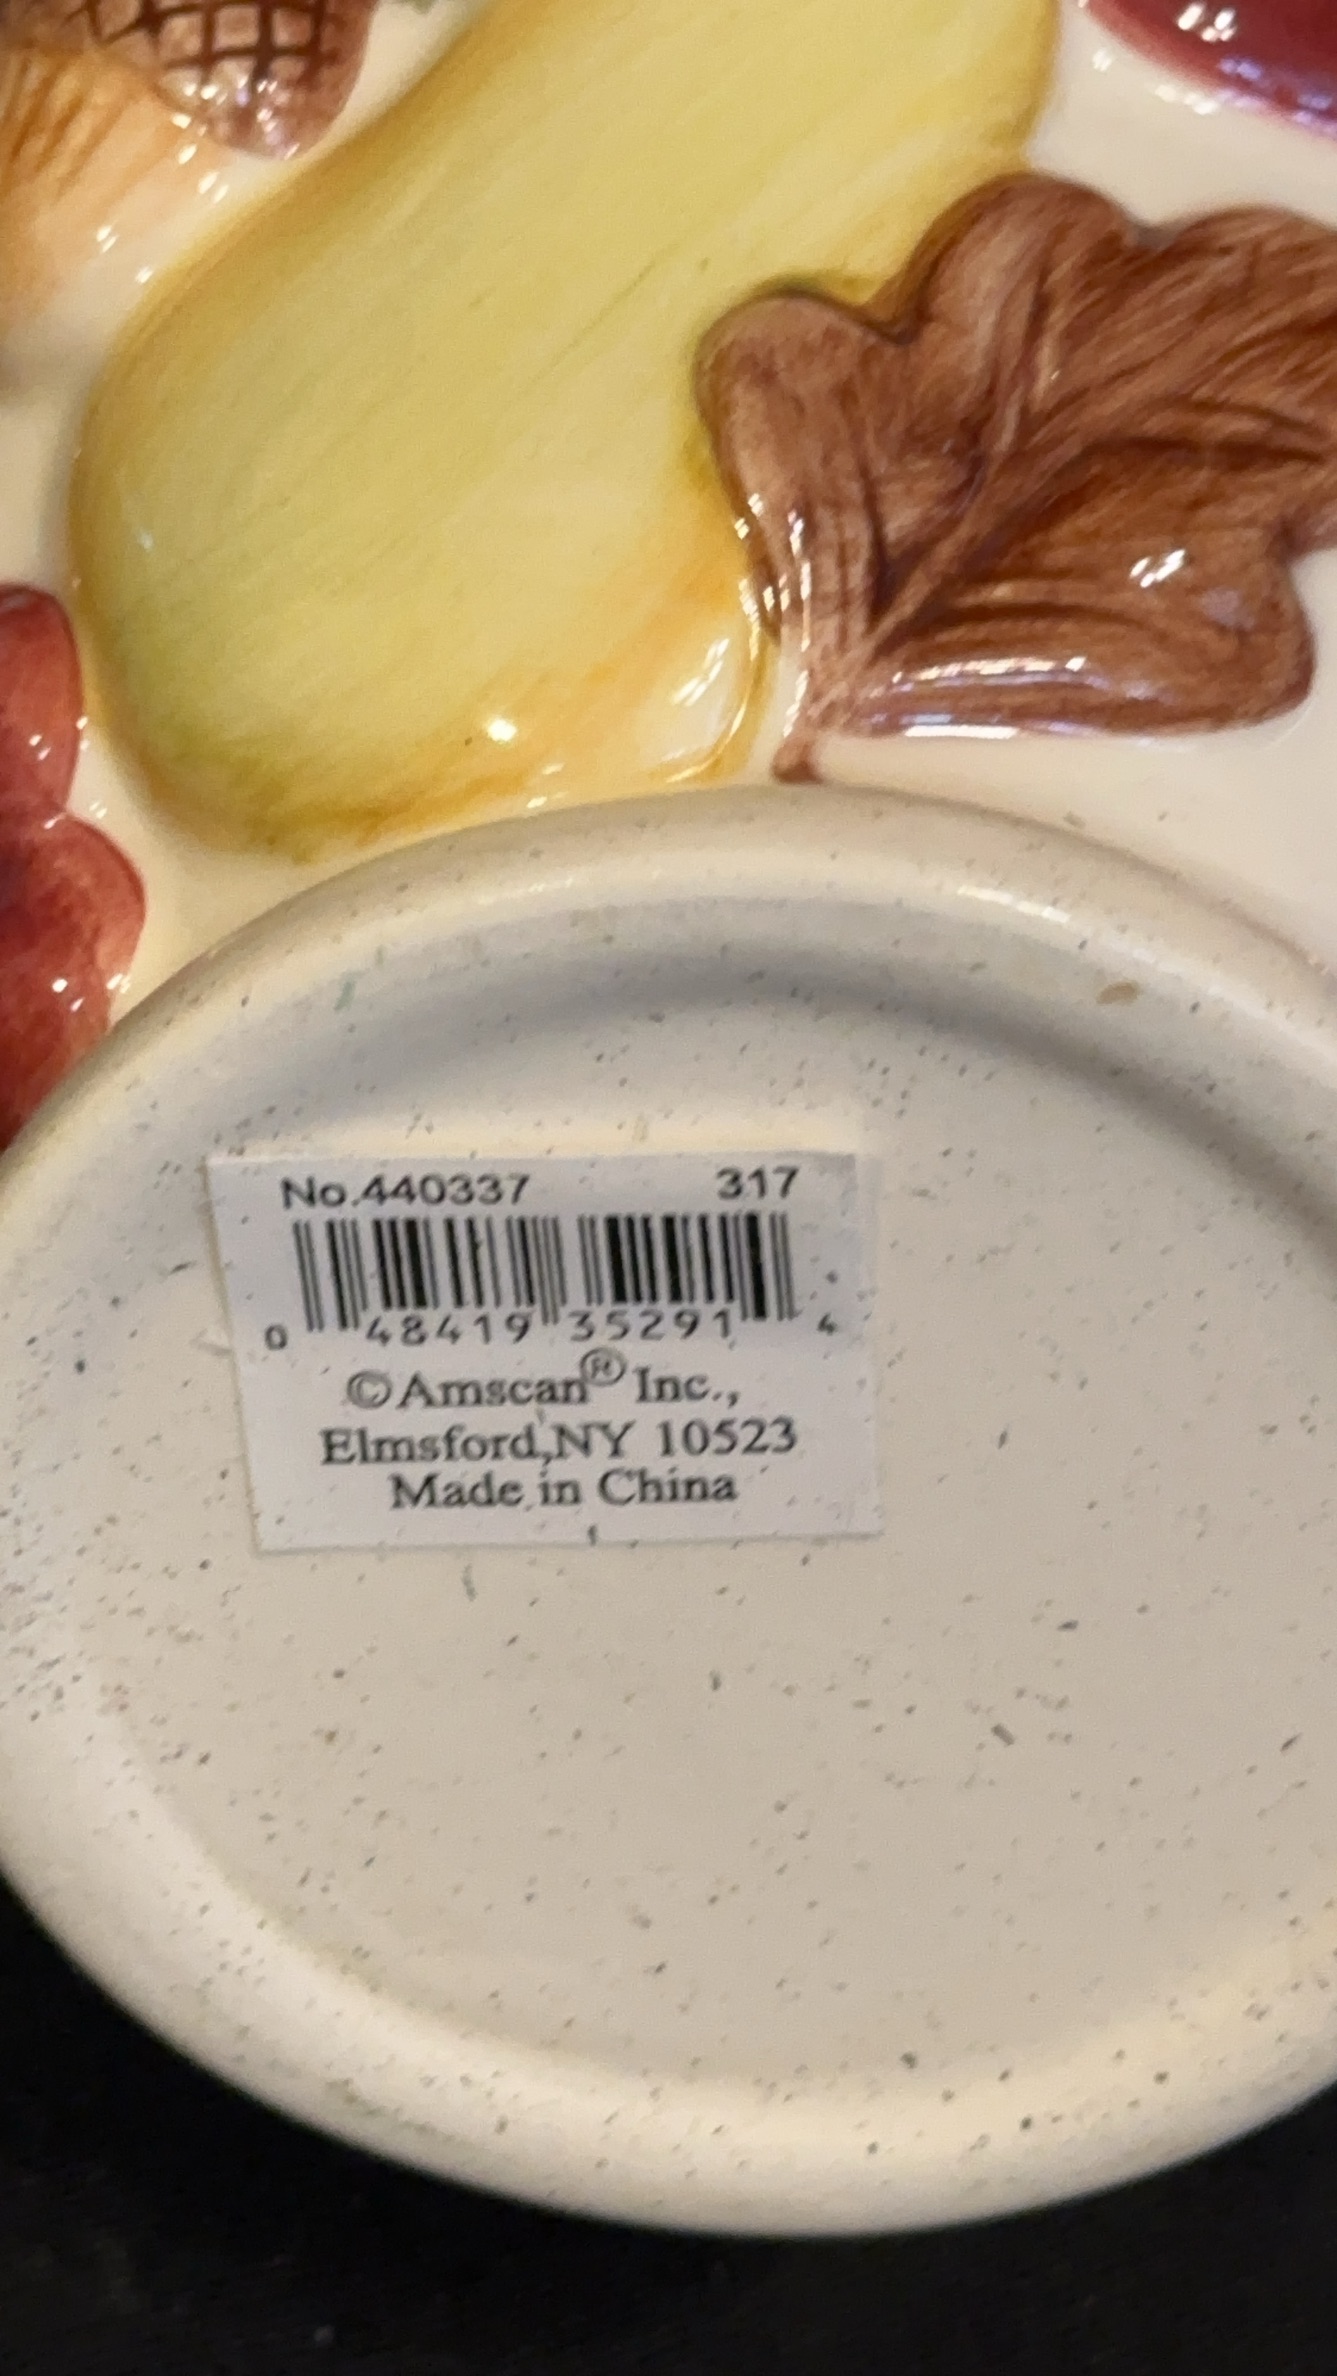 No.440337 317
0 48419 35291 4
©Amscan® Inc.,
Elmsford,NY 10523
Made in China